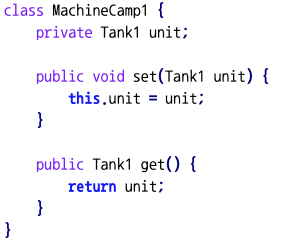 class MachineCamp1 {
    private Tank1 unit;

    public void set(Tank1 unit) {
        this.unit = unit;
    }

    public Tank1 get() {
        return unit;
    }
}